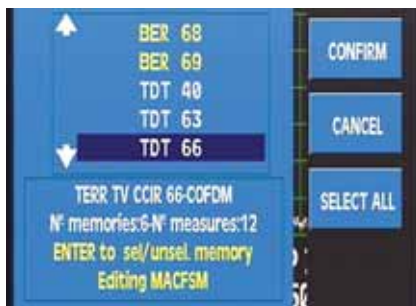 BER 68
BER 69
TDT 40
TDT 63
TDT 66
TERR TV CCIR 66-COFDM
Nº memories:6-Nº measures:12
ENTER to sel/unsel. memory
Editing MACFSM
CONFIRM
CANCEL
SELECT ALL